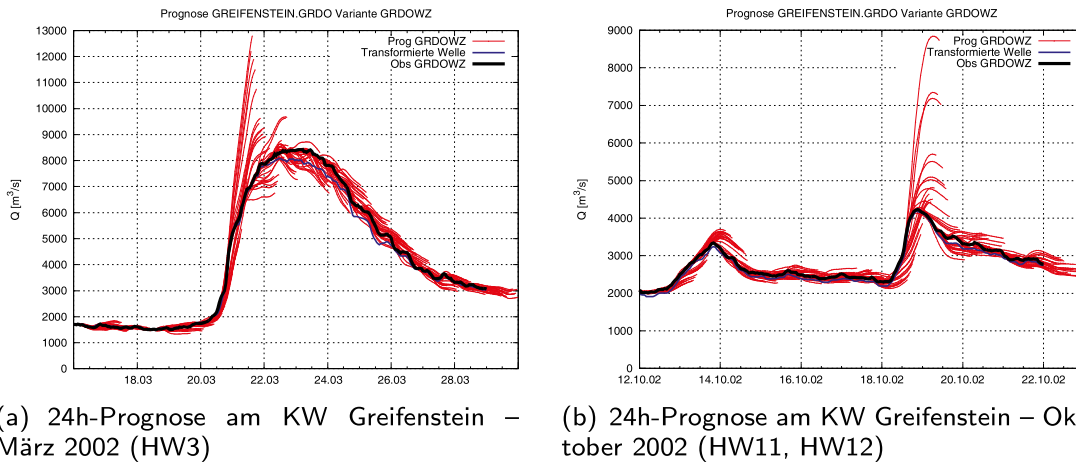 Prognose GREIFENSTEIN.GRDO Variante GRDOWZ
Prog GRDOWZ
Transformierte Welle
Obs GRDOWZ
13000
12000
11000
10000
9000
8000
7000
6000
5000
4000
3000
2000
1000
0
Q [m³/s]
18.03 20.03 22.03 24.03 26.03 28.03
Prognose GREIFENSTEIN.GRDO Variante GRDOWZ
Prog GRDOWZ
Transformierte Welle
Obs GRDOWZ
9000
8000
7000
6000
5000
4000
3000
2000
1000
0
Q [m³/s]
12.10.02 14.10.02 16.10.02 18.10.02 20.10.02 22.10.02
(a) 24h-Prognose am KW Greifenstein –
März 2002 (HW3)
(b) 24h-Prognose am KW Greifenstein – Ok
tober 2002 (HW11, HW12)